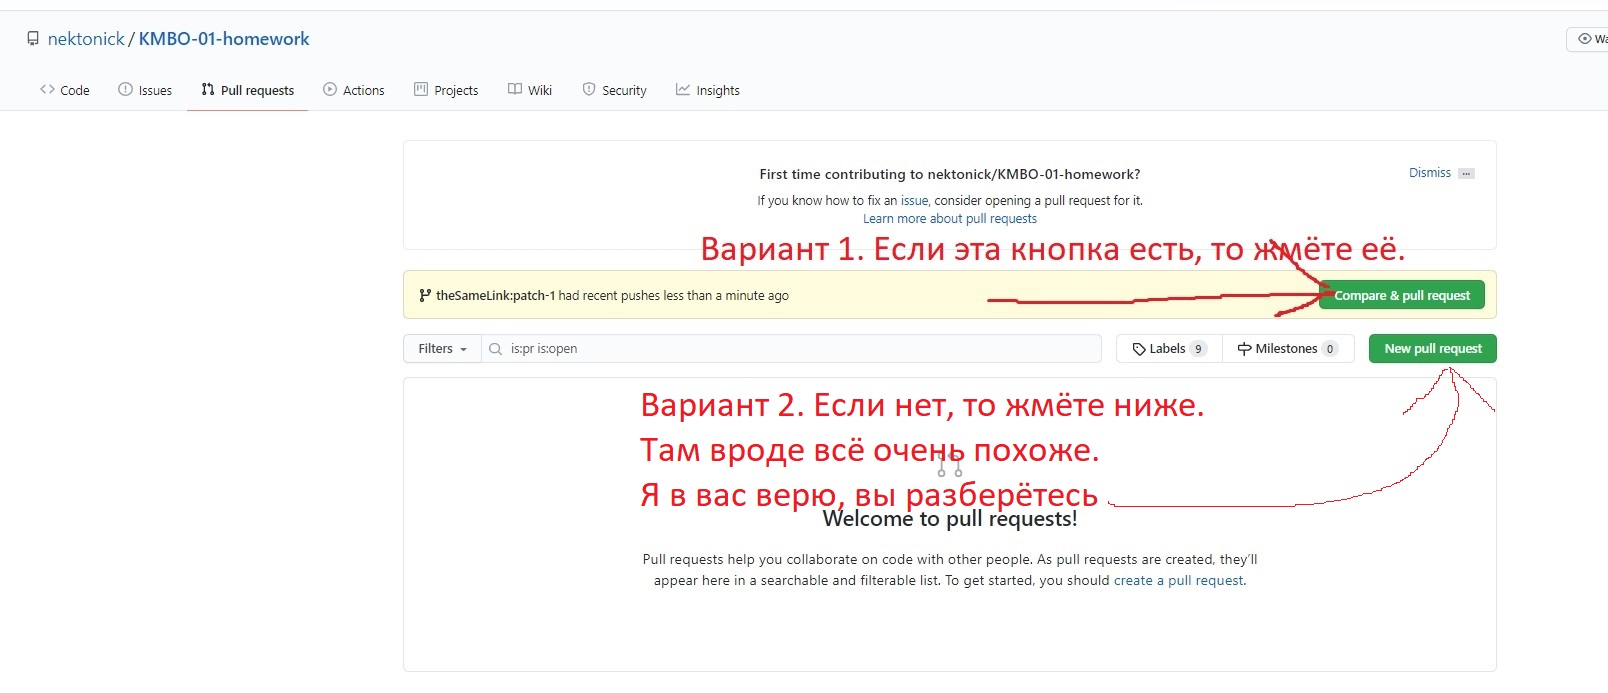 nektonick / KMBO-01-homework
Wa
Code Issues Pull requests Actions Projects Wiki Security Insights
First time contributing to nektonick/KMBO-01-homework?
Dismiss ...
If you know how to fix an issue, consider opening a pull request for it.
Learn more about pull requests
Вариант 1. Если эта кнопка есть, то жмёте её.
theSameLink:patch-1 had recent pushes less than a minute ago
Compare & pull request
Filters is:pr is:open Labels 9 Milestones 0 New pull request
Вариант 2. Если нет, то жмёте ниже.
Там вроде всё очень похоже.
Я в вас верю, вы разберётесь
Welcome to pull requests!
Pull requests help you collaborate on code with other people. As pull requests are created, they’ll
appear here in a searchable and filterable list. To get started, you should create a pull request.